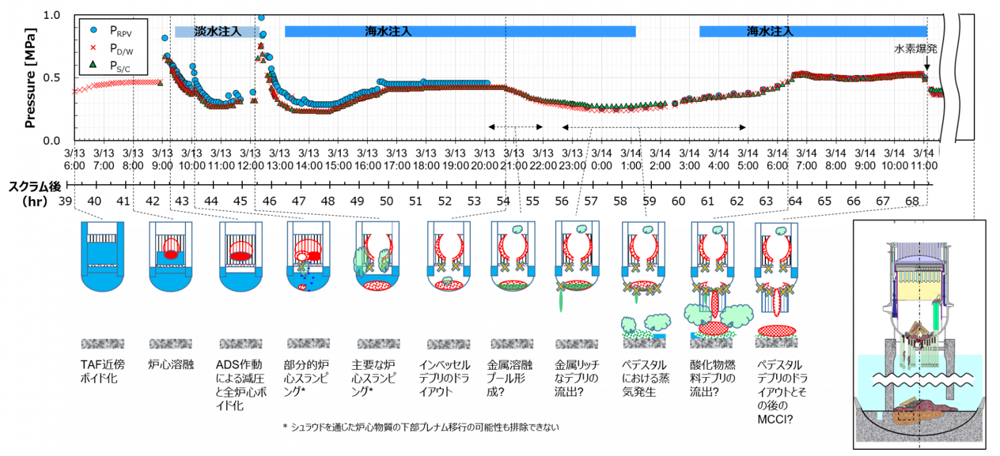 1.0
0.5
0.0
Pressure [MPa]
PRPV
PD/W
PS/C
淡水注入
海水注入
海水注入
水素爆発
3/13 3/13 3/13 3/13 3/13 3/13 3/13 3/13 3/13 3/13 3/13 3/13 3/13 3/13 3/13 3/13 3/13 3/13 3/14 3/14 3/14 3/14 3/14 3/14 3/14 3/14 3/14 3/14 3/14 3/14
6:00 7:00 8:00 9:00 10:00 11:00 12:00 13:00 14:00 15:00 16:00 17:00 18:00 19:00 20:00 21:00 22:00 23:00 0:00 1:00 2:00 3:00 4:00 5:00 6:00 7:00 8:00 9:00 10:00 11:00
スクラム後
(hr)
39 40 42 43 44 45 46 47 48 49 50 51 52 53 54 55 56 57 58 59 60 61 62 63 64 65 66 67 68
TAF近傍
ボイド化
炉心溶融
ADS作動
による減圧
と全炉心ボ
イド化
部分的炉
心スランピ
ング*
主要な炉
心スランピ
ング*
インベッセル
デブリのドラ
イアウト
金属溶融
プール形
成?
金属リッチ
なデブリの
流出?
ペデスタル
における蒸
気発生
酸化物燃
料デブリの
流出?
ペデスタル
デブリのドラ
イアウトとそ
の後の
MCCI?
* シュラウドを通じた炉心物質の下部プレナム移行の可能性も排除できない